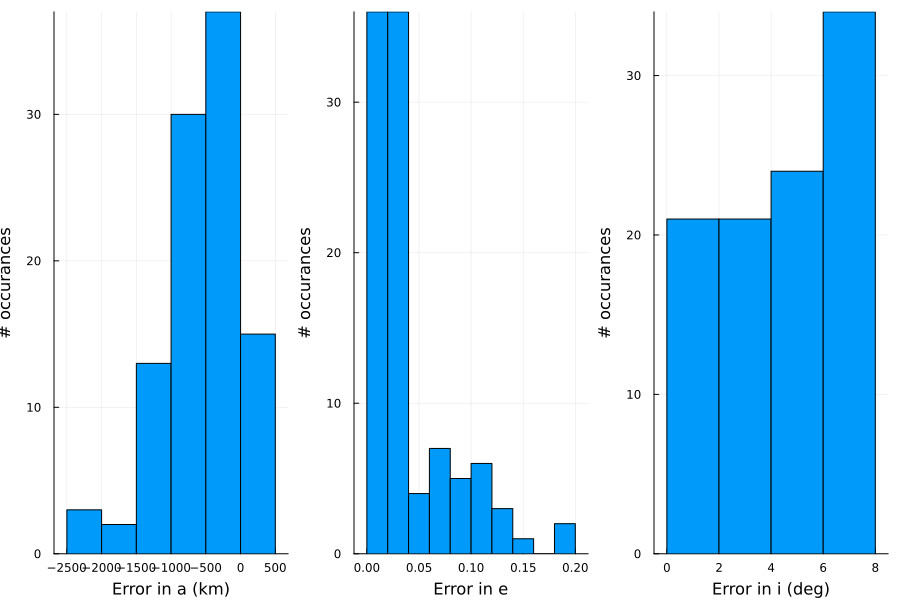 # occurances
30
20
10
0
−2500 −2000 −1500 −1000 −500 0 500
Error in a (km)
# occurances
30
20
10
0
0.00 0.05 0.10 0.15 0.20
Error in e
# occurances
30
20
10
0
0 2 4 6 8
Error in i (deg)